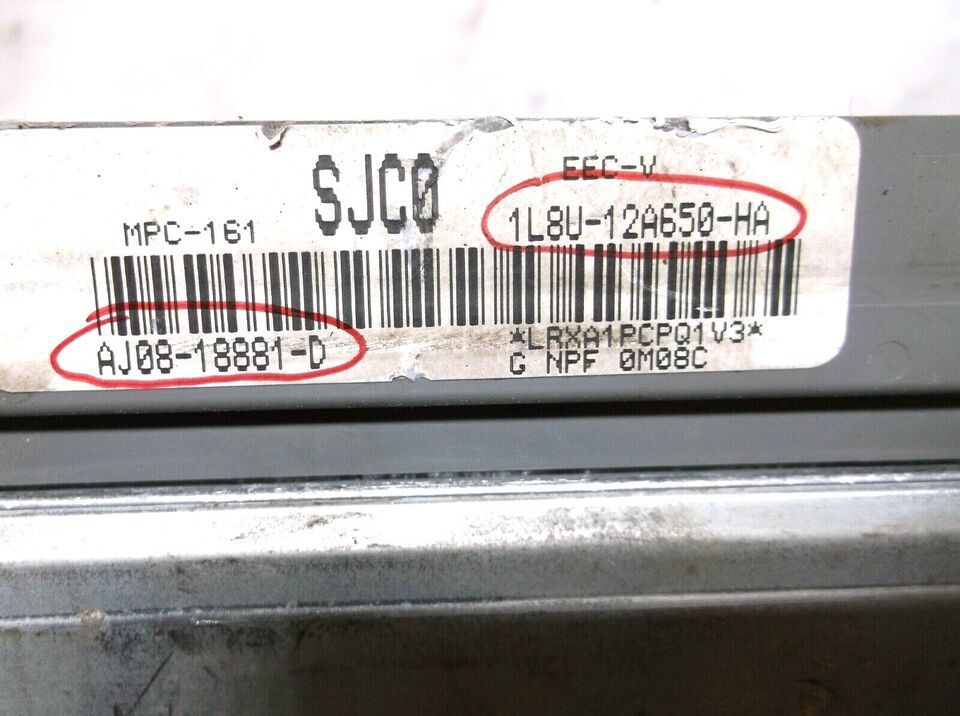 SJC0
EEC-V
MPC-161
1L8U-12A650-HA
AJ08-18881-D
*LRXA1PCPQ1V3*
G NPF 0M08C